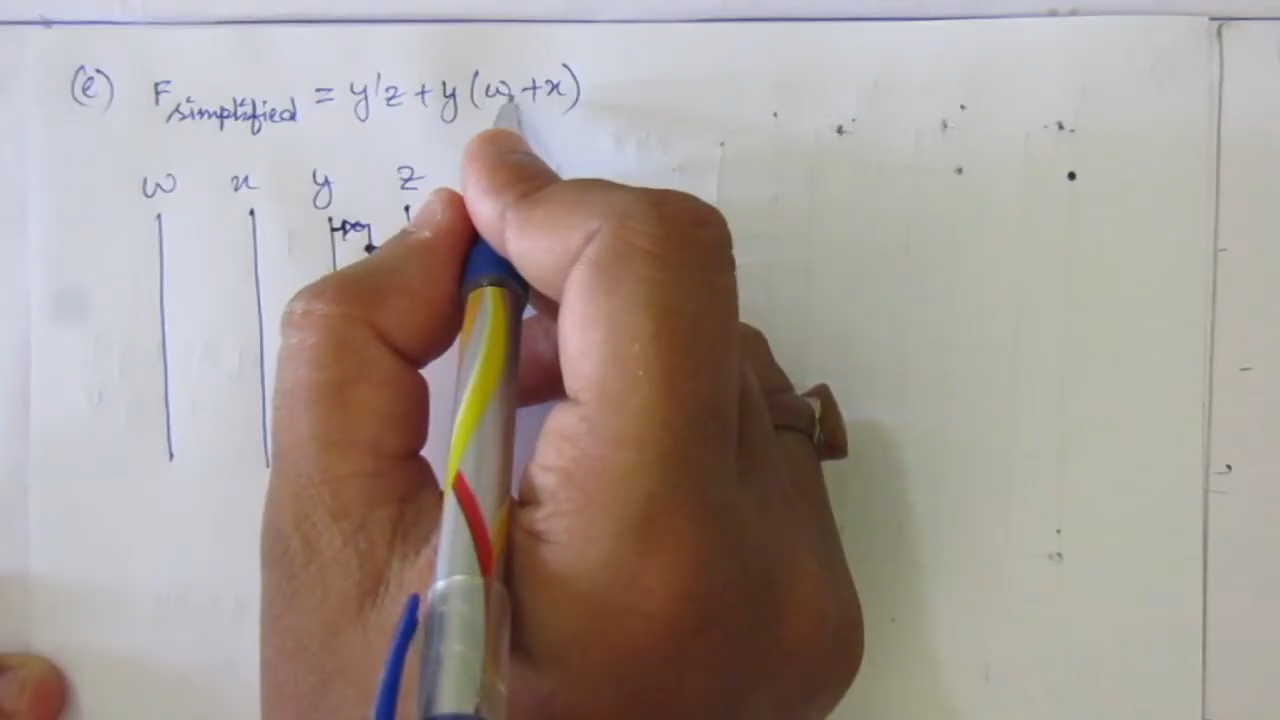 (e) F simplified = y'z + y (w + x)
w x y z